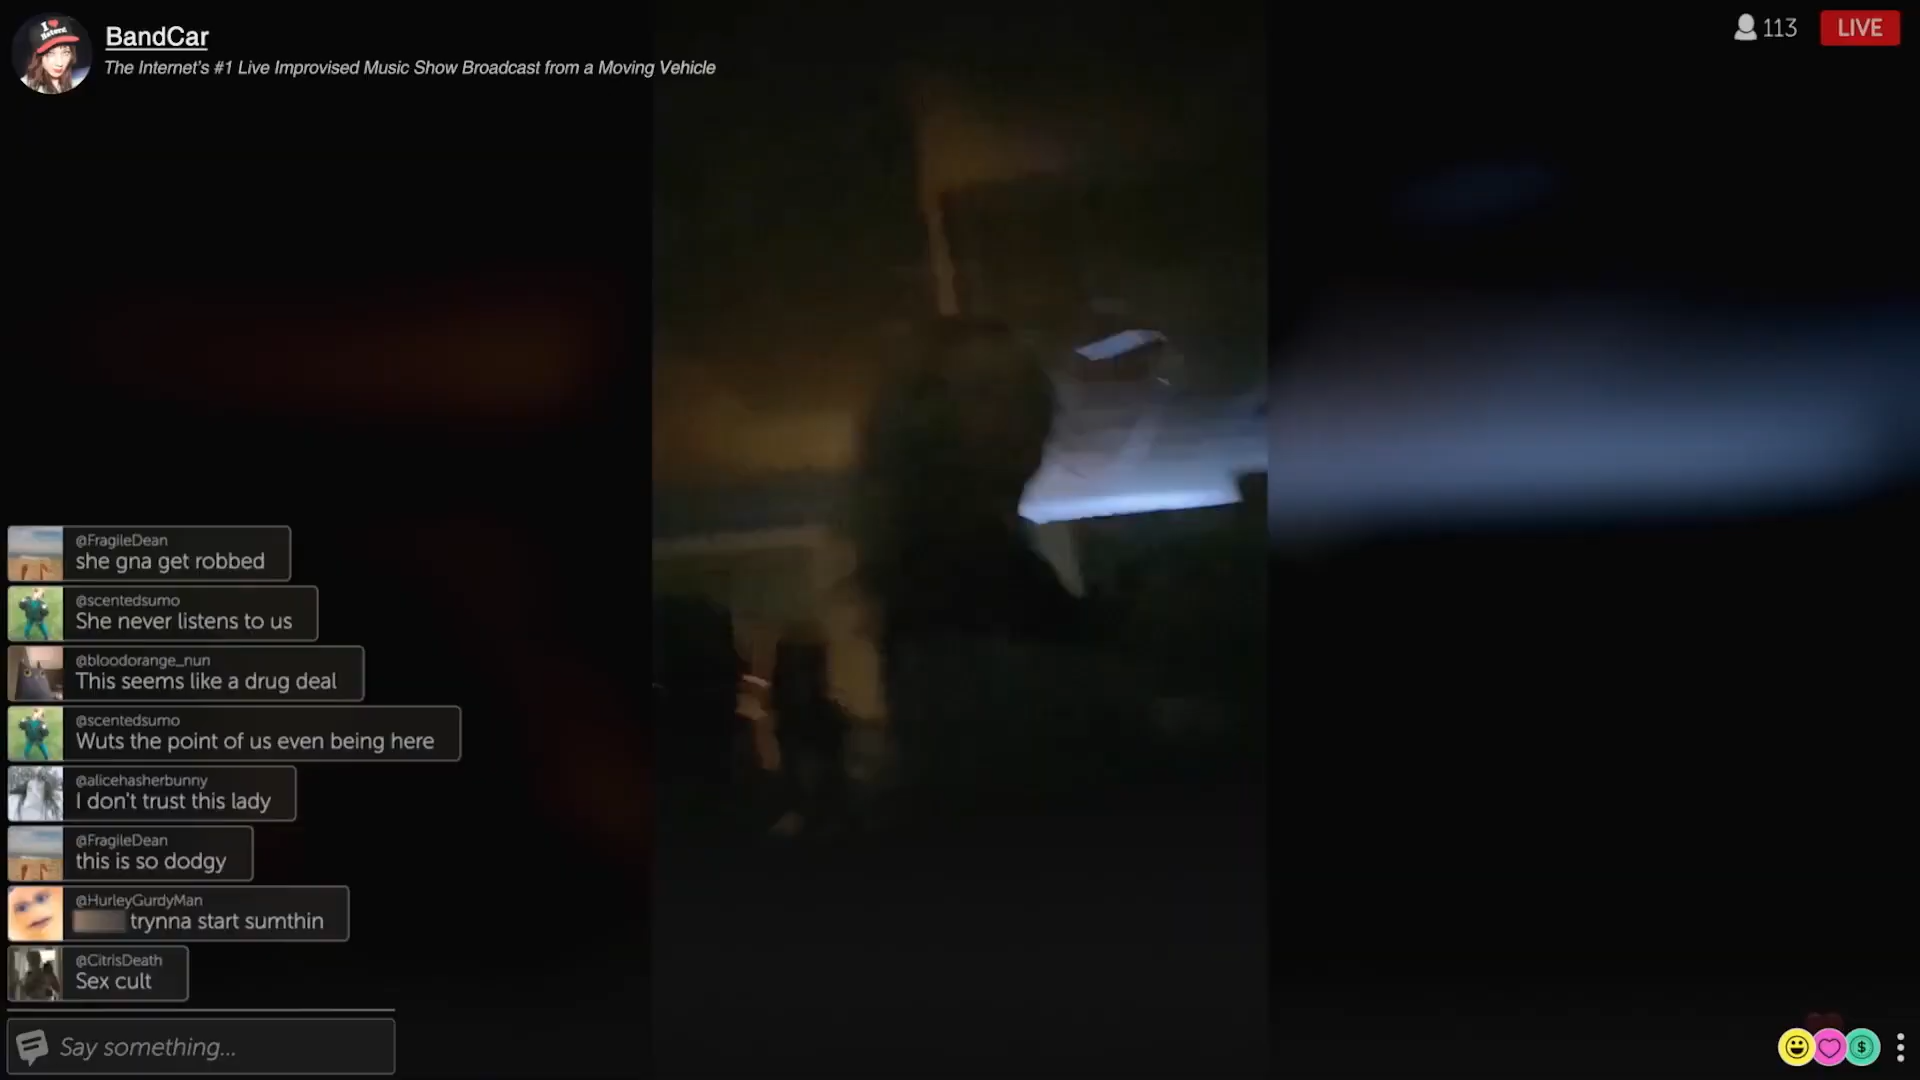 BandCar
The Internet's #1 Live Improvised Music Show Broadcast from a Moving Vehicle
113
LIVE
@FragileDean
she gna get robbed
@scentedsumo
She never listens to us
@bloodorange_nun
This seems like a drug deal
@scentedsumo
Wuts the point of us even being here
@alicehasherbunny
I don't trust this lady
@FragileDean
this is so dodgy
@HurleyGurdyMan
trynna start sumthin
@CitrisDeath
Sex cult
Say something...
$